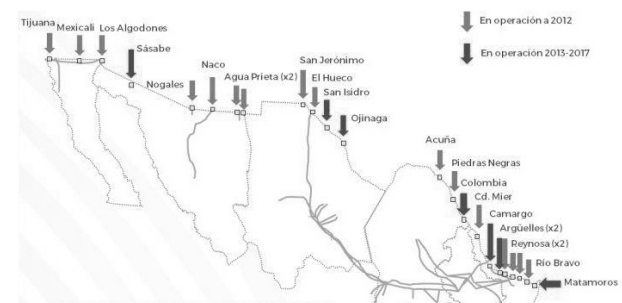 Tijuana
Mexicali
Los Algodones
Sásabe
Nogales
Naco
Agua Prieta (x2)
San Jerónimo
El Hueco
San Isidro
Ojinaga
En operación a 2012
En operación 2013-2017
Acuña
Piedras Negras
Colombia
Cd. Mier
Camargo
Argüelles (x2)
Reynosa (x2)
Río Bravo
Matamoros